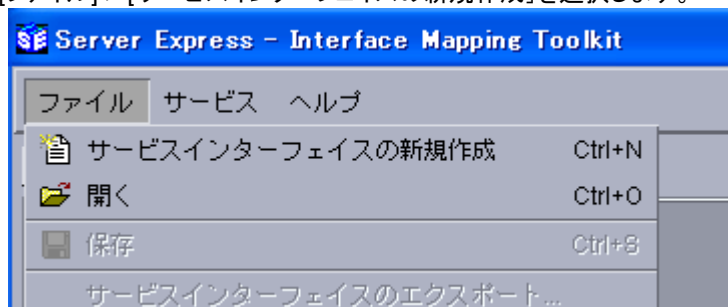 [ファイル] / [サービスインターフェイスの新規作成]を選択します。
SE Server Express - Interface Mapping Toolkit
ファイル サービス ヘルプ
サービスインターフェイスの新規作成 Ctrl+N
開く Ctrl+O
保存 Ctrl+S
サービスインターフェイスのエクスポート...